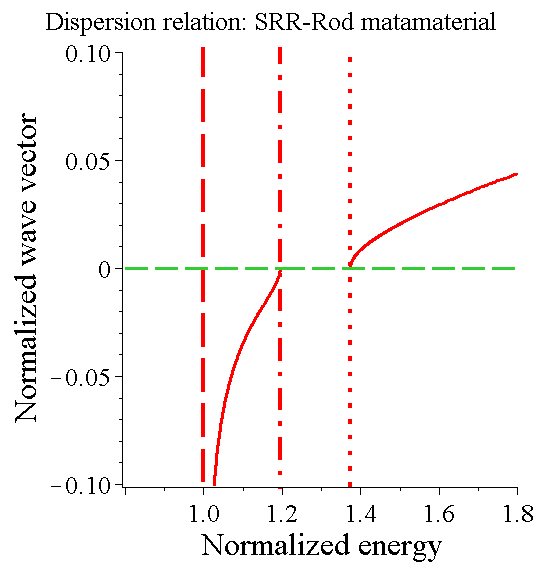 Dispersion relation: SRR-Rod matamaterial
Normalized wave vector
0.10
0.05
0
−0.05
−0.10
1.0 1.2 1.4 1.6 1.8
Normalized energy